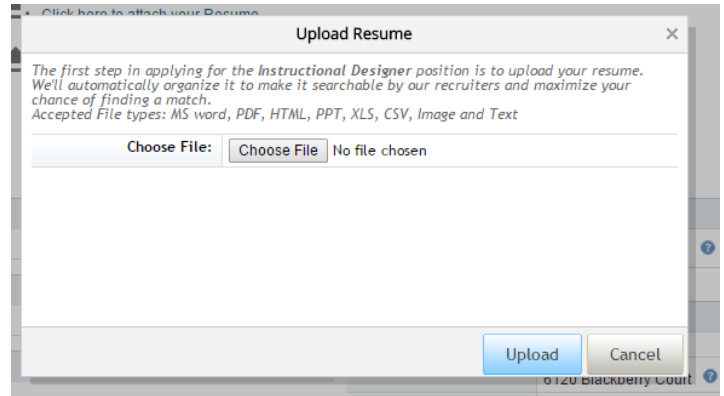 Click here to attach your Resume
Upload Resume
The first step in applying for the Instructional Designer position is to upload your resume.
We'll automatically organize it to make it searchable by our recruiters and maximize your
chance of finding a match.
Accepted File types: MS word, PDF, HTML, PPT, XLS, CSV, Image and Text
Choose File: Choose File No file chosen
Upload Cancel
6120 Blackberry Court